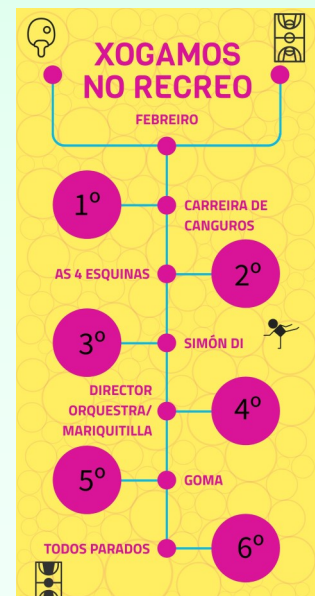 XOGAMOS
NO RECREO
FEBREIRO
1º
CARREIRA DE
CANGUROS
AS 4 ESQUINAS
2º
3º
SIMÓN DI
DIRECTOR
ORQUESTRA/
MARIQUITILLA
4º
5º
GOMA
TODOS PARADOS
6º